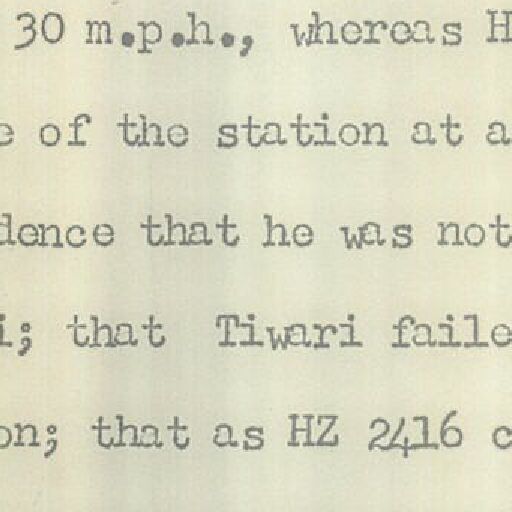 30 m.p.h., whereas H
e of the station at a
dence that he was not
i; that Tiwari faile
on; that as HZ 2416 c